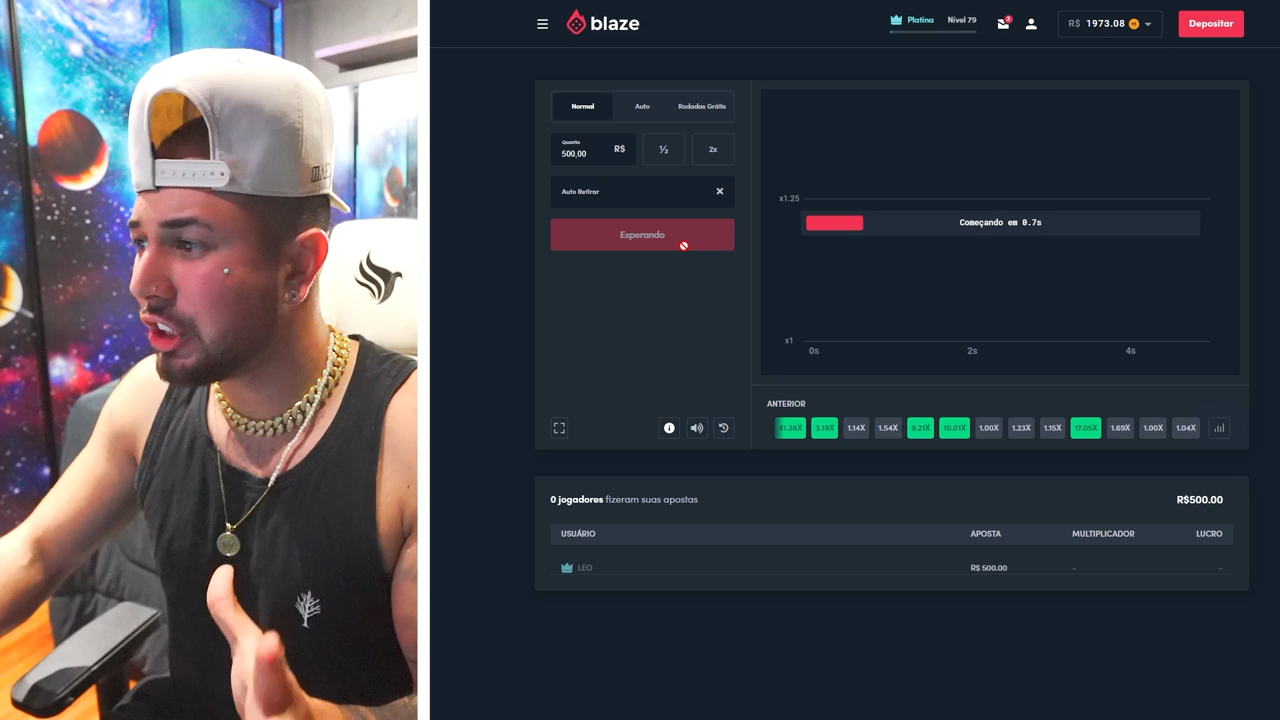 blaze
Platina Nível 79
2
R$ 1973.08
Depositar
Normal Auto Rodadas Grátis
Quantia
500,00 R$ ½ 2x
Auto Retirar
Esperando
x1.25
Começando em 0.7s
x1
0s 2s 4s
ANTERIOR
41.38X 3.19X 1.14X 1.54X 9.21X 10.01X 1.00X 1.23X 1.15X 17.05X 1.69X 1.00X 1.04X
0 jogadores fizeram suas apostas R$500.00
USUÁRIO APOSTA MULTIPLICADOR LUCRO
LEO R$ 500.00 - -